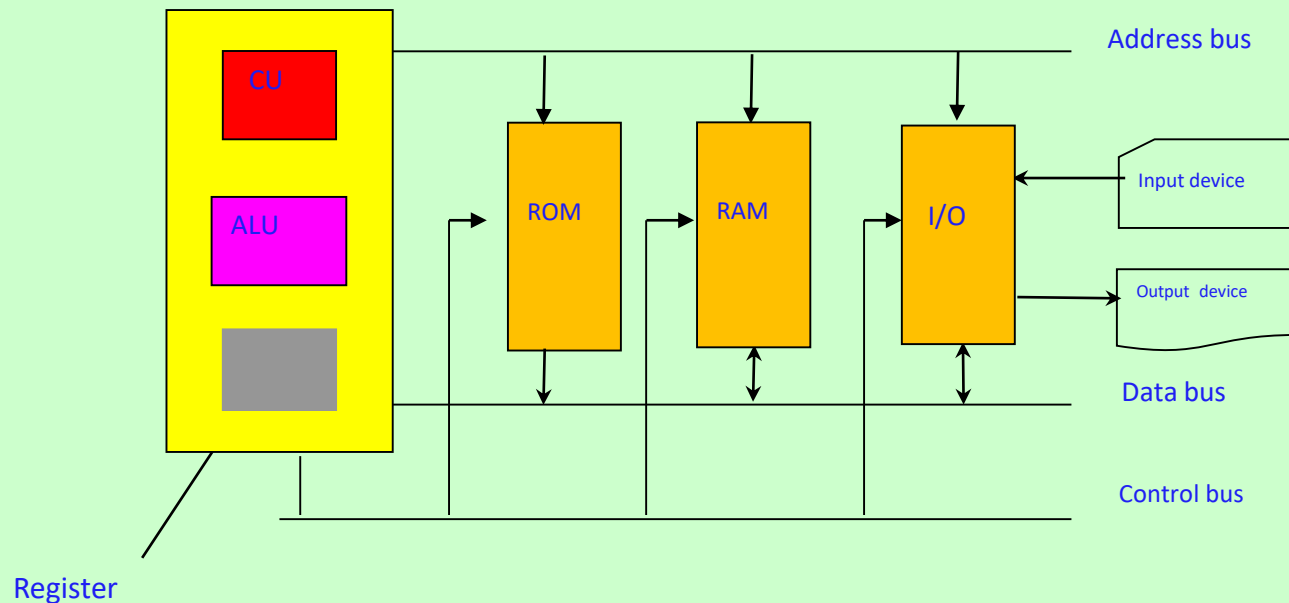 Address bus
CU
Input device
ROM
RAM
I/O
ALU
Output  device
Data bus
Control bus
Register